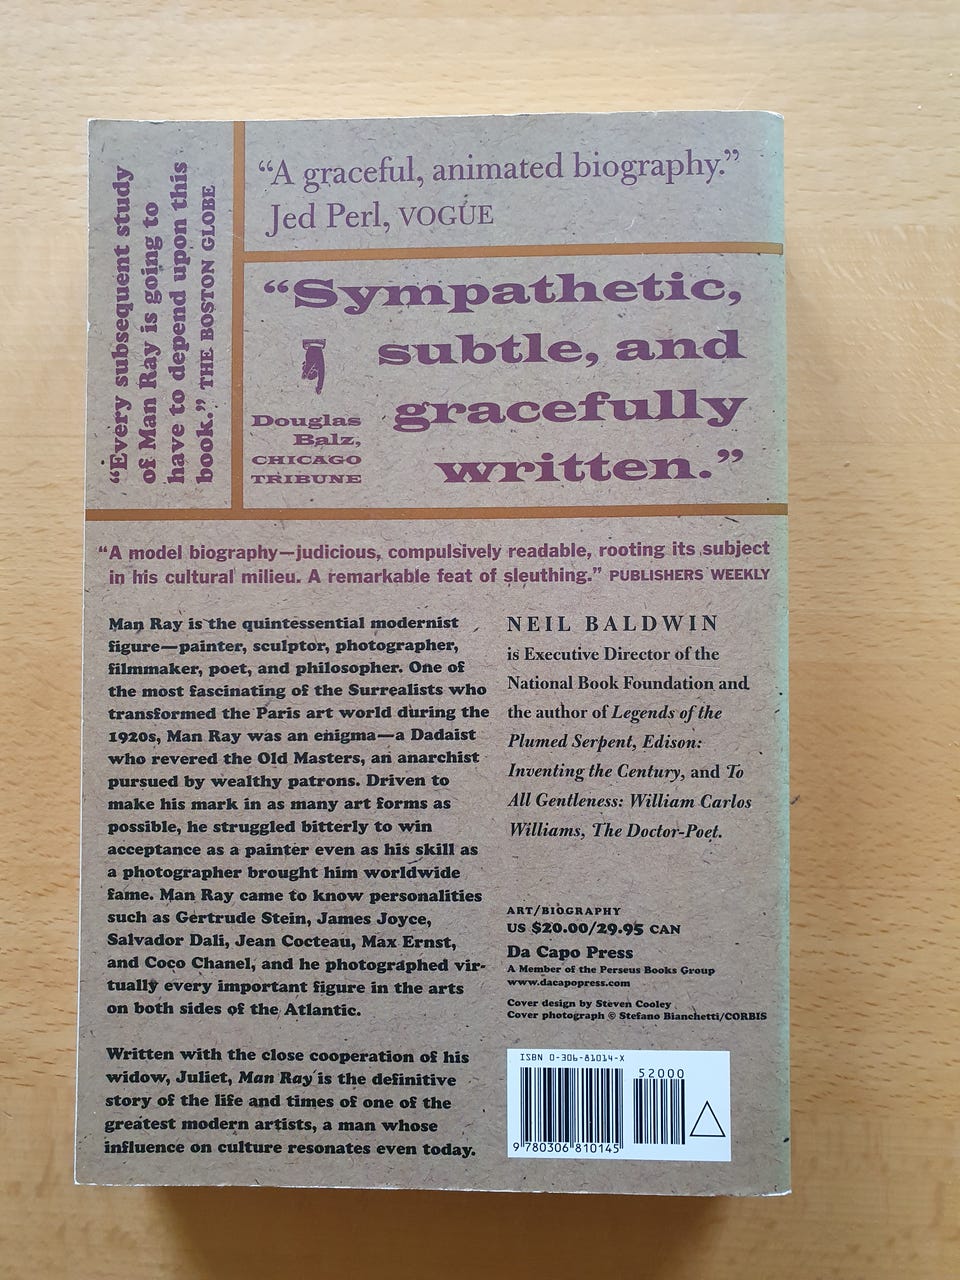 “Every subsequent study
of Man Ray is going to
have to depend upon this
book.” THE BOSTON GLOBE
“A graceful, animated biography.”
Jed Perl, VOGUE
“Sympathetic,
subtle, and
gracefully
written.”
Douglas
Balz,
CHICAGO
TRIBUNE
“A model biography—judicious, compulsively readable, rooting its subject
in his cultural milieu. A remarkable feat of sleuthing.” PUBLISHERS WEEKLY
Man Ray is the quintessential modernist
figure—painter, sculptor, photographer,
filmmaker, poet, and philosopher. One of
the most fascinating of the Surrealists who
transformed the Paris art world during the
1920s, Man Ray was an enigma—a Dadaist
who revered the Old Masters, an anarchist
pursued by wealthy patrons. Driven to
make his mark in as many art forms as
possible, he struggled bitterly to win
acceptance as a painter even as his skill as
a photographer brought him worldwide
fame. Man Ray came to know personalities
such as Gertrude Stein, James Joyce,
Salvador Dali, Jean Cocteau, Max Ernst,
and Coco Chanel, and he photographed vir-
tually every important figure in the arts
on both sides of the Atlantic.
Written with the close cooperation of his
widow, Juliet, Man Ray is the definitive
story of the life and times of one of the
greatest modern artists, a man whose
influence on culture resonates even today.
NEIL BALDWIN
is Executive Director of the
National Book Foundation and
the author of Legends of the
Plumed Serpent, Edison:
Inventing the Century, and To
All Gentleness: William Carlos
Williams, The Doctor-Poet.
ART/BIOGRAPHY
US $20.00/29.95 CAN
Da Capo Press
A Member of the Perseus Books Group
www.dacapopress.com
Cover design by Steven Cooley
Cover photograph © Stefano Bianchetti/CORBIS
ISBN 0-306-81014-X
52000
9 780306 810145